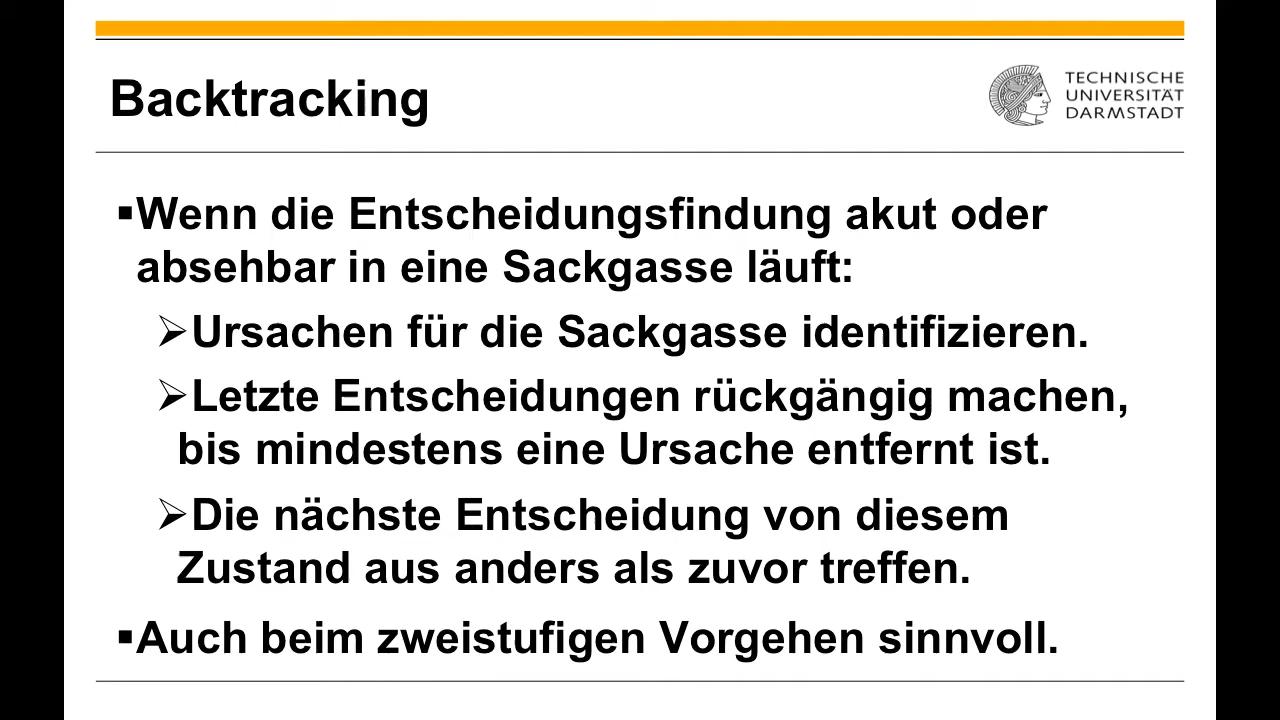 Backtracking
TECHNISCHE
UNIVERSITÄT
DARMSTADT
▪Wenn die Entscheidungsfindung akut oder
absehbar in eine Sackgasse läuft:
➢Ursachen für die Sackgasse identifizieren.
➢Letzte Entscheidungen rückgängig machen,
bis mindestens eine Ursache entfernt ist.
➢Die nächste Entscheidung von diesem
Zustand aus anders als zuvor treffen.
▪Auch beim zweistufigen Vorgehen sinnvoll.